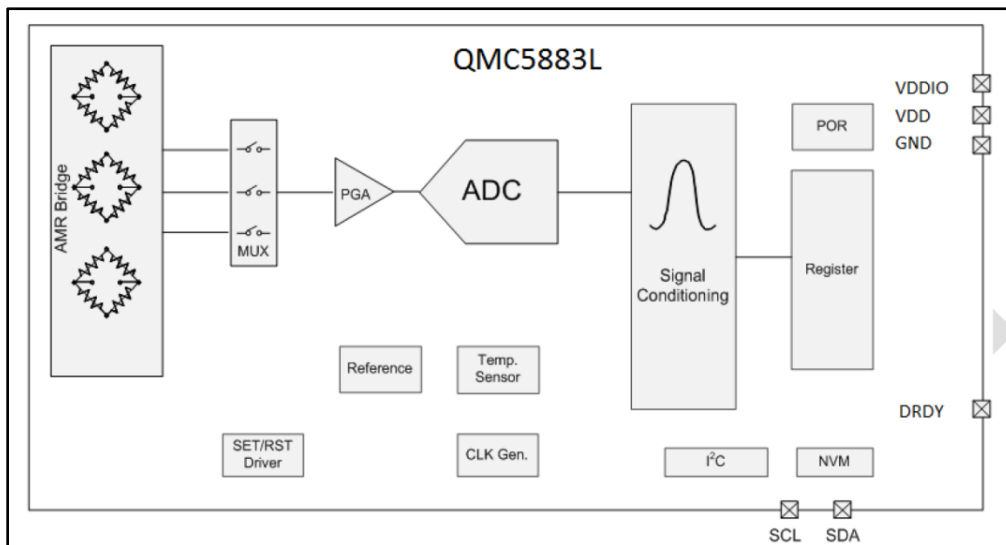 QMC5883L
AMR Bridge
MUX
PGA
ADC
Signal
Conditioning
POR
Register
VDDIO
VDD
GND
Reference
Temp.
Sensor
DRDY
SET/RST
Driver
CLK Gen.
I²C
NVM
SCL
SDA